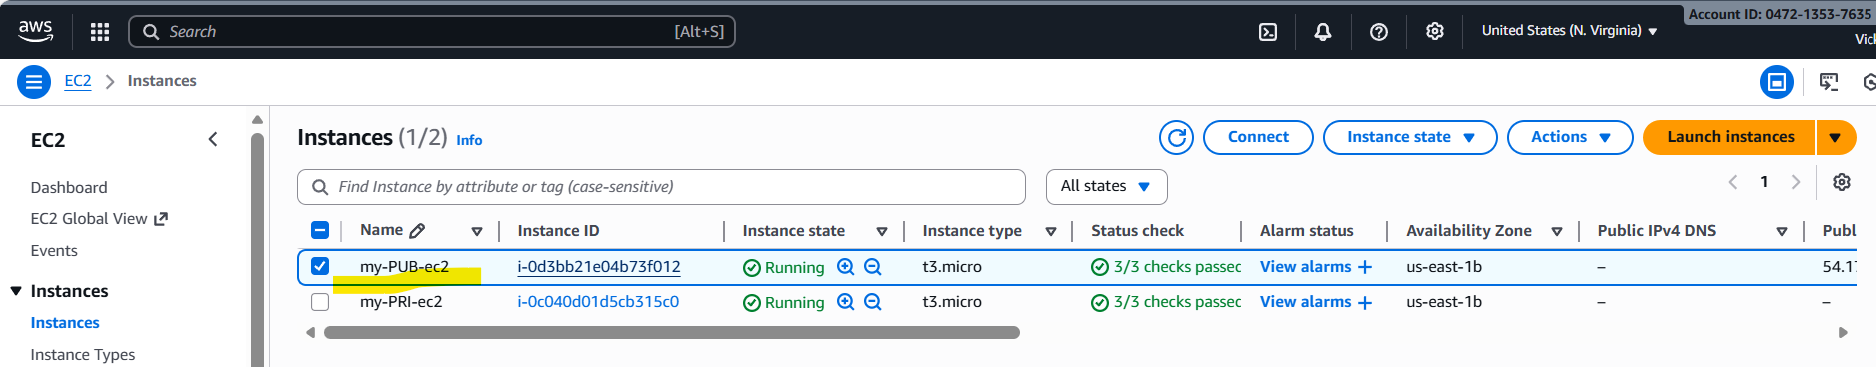 Account ID: 0472-1353-7635
aws
Search [Alt+S]
United States (N. Virginia)
EC2 Instances
EC2
Instances (1/2) Info
Connect
Instance state
Actions
Launch instances
Dashboard
EC2 Global View
Events
Instances
Instances
Instance Types
Find Instance by attribute or tag (case-sensitive)
All states
1
Name Instance ID Instance state Instance type Status check Alarm status Availability Zone Public IPv4 DNS Publ
my-PUB-ec2 i-0d3bb21e04b73f012 Running t3.micro 3/3 checks passec View alarms + us-east-1b – 54.17
my-PRI-ec2 i-0c040d01d5cb315c0 Running t3.micro 3/3 checks passec View alarms + us-east-1b – –